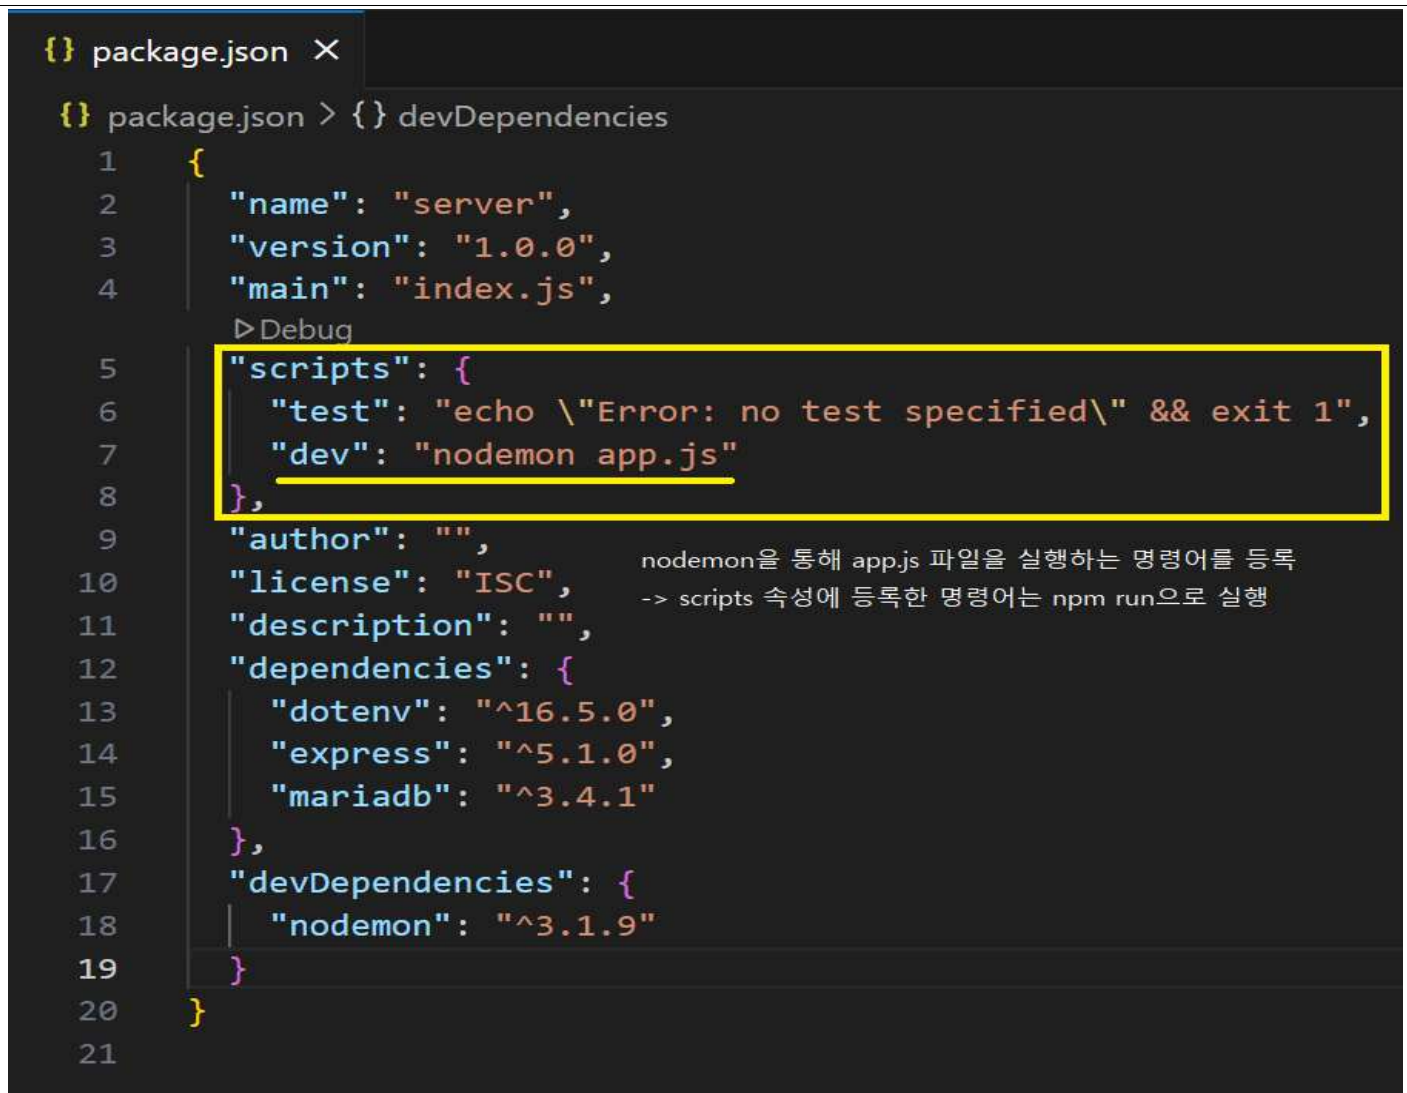 {} package.json ×
{} package.json > {} devDependencies
1 {
2 "name": "server",
3 "version": "1.0.0",
4 "main": "index.js",
▷Debug
5 "scripts": {
6 "test": "echo \"Error: no test specified\" && exit 1",
7 "dev": "nodemon app.js"
8 },
9 "author": "",
nodemon을 통해 app.js 파일을 실행하는 명령어를 등록
10 "license": "ISC",
-> scripts 속성에 등록한 명령어는 npm run으로 실행
11 "description": "",
12 "dependencies": {
13 "dotenv": "^16.5.0",
14 "express": "^5.1.0",
15 "mariadb": "^3.4.1"
16 },
17 "devDependencies": {
18 "nodemon": "^3.1.9"
19 }
20 }
21